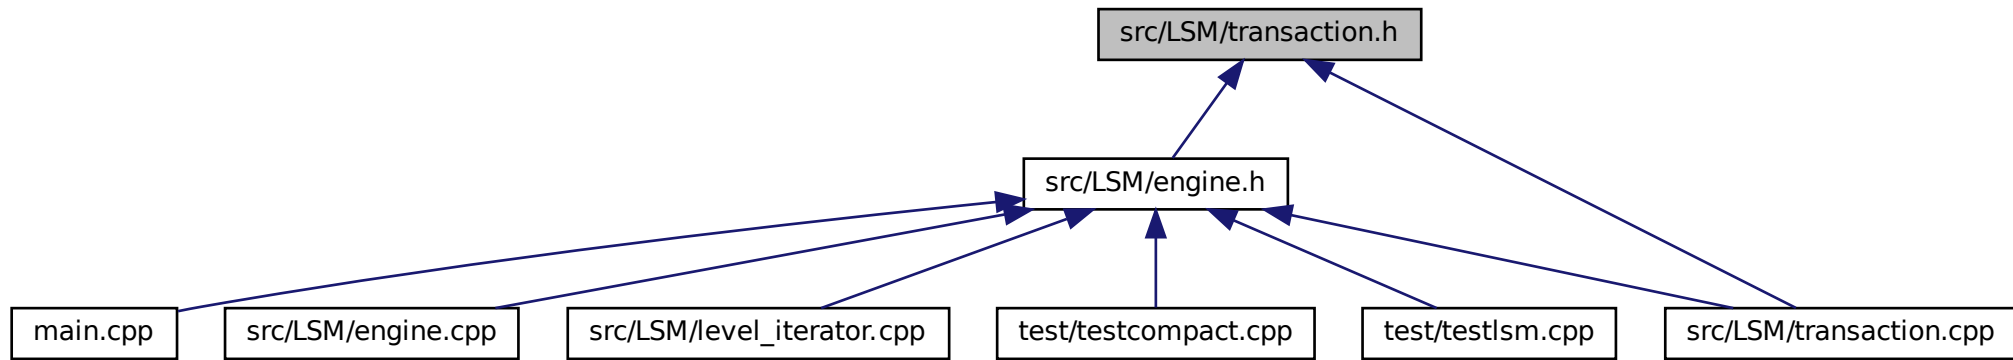 src/LSM/transaction.h
src/LSM/engine.h
main.cpp
src/LSM/engine.cpp
src/LSM/level_iterator.cpp
test/testcompact.cpp
test/testlsm.cpp
src/LSM/transaction.cpp